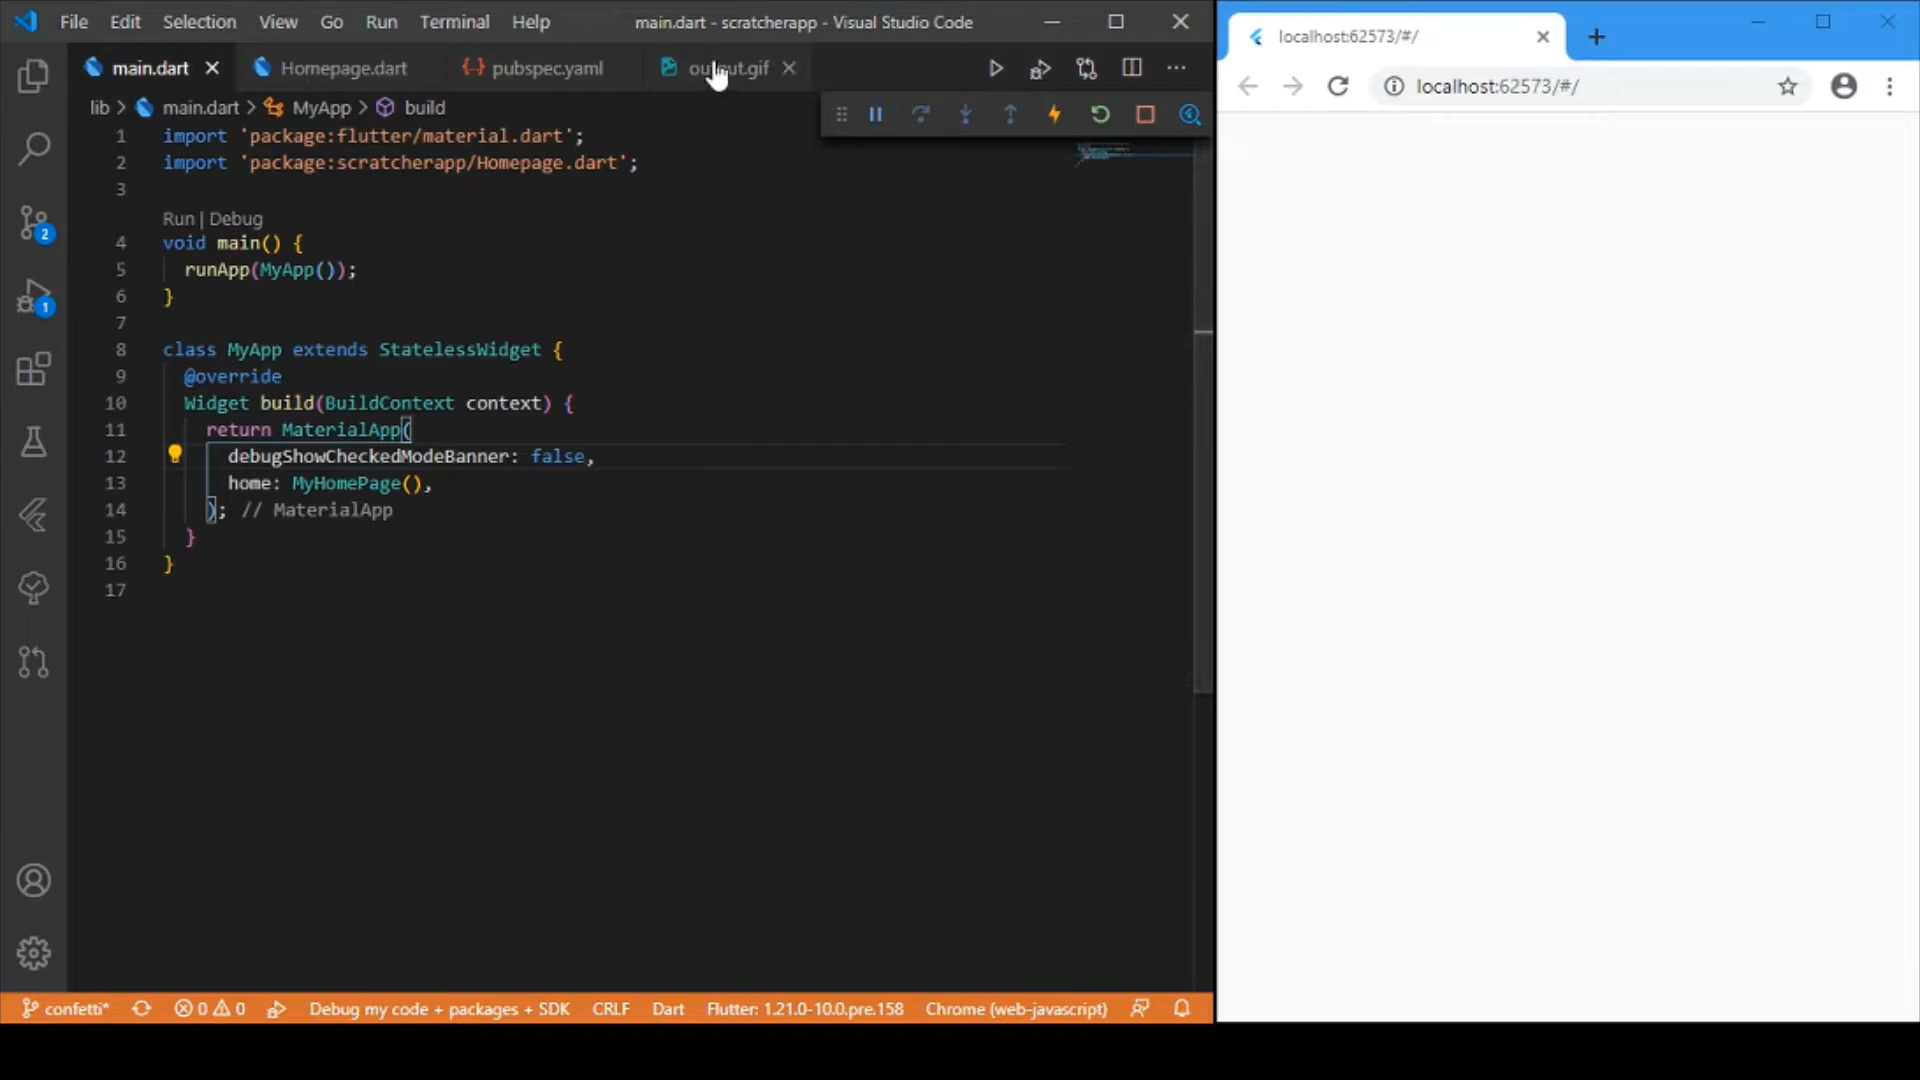 File Edit Selection View Go Run Terminal Help main.dart - scratcherapp - Visual Studio Code
main.dart Homepage.dart pubspec.yaml output.gif
lib > main.dart > MyApp > build
1 import 'package:flutter/material.dart';
2 import 'package:scratcherapp/Homepage.dart';
3
Run | Debug
4 void main() {
5 runApp(MyApp());
6 }
7
8 class MyApp extends StatelessWidget {
9 @override
10 Widget build(BuildContext context) {
11 return MaterialApp(
12 debugShowCheckedModeBanner: false,
13 home: MyHomePage(),
14 ); // MaterialApp
15 }
16 }
17
2
1
confetti* 0 0 Debug my code + packages + SDK CRLF Dart Flutter: 1.21.0-10.0.pre.158 Chrome (web-javascript)
localhost:62573/#/
localhost:62573/#/